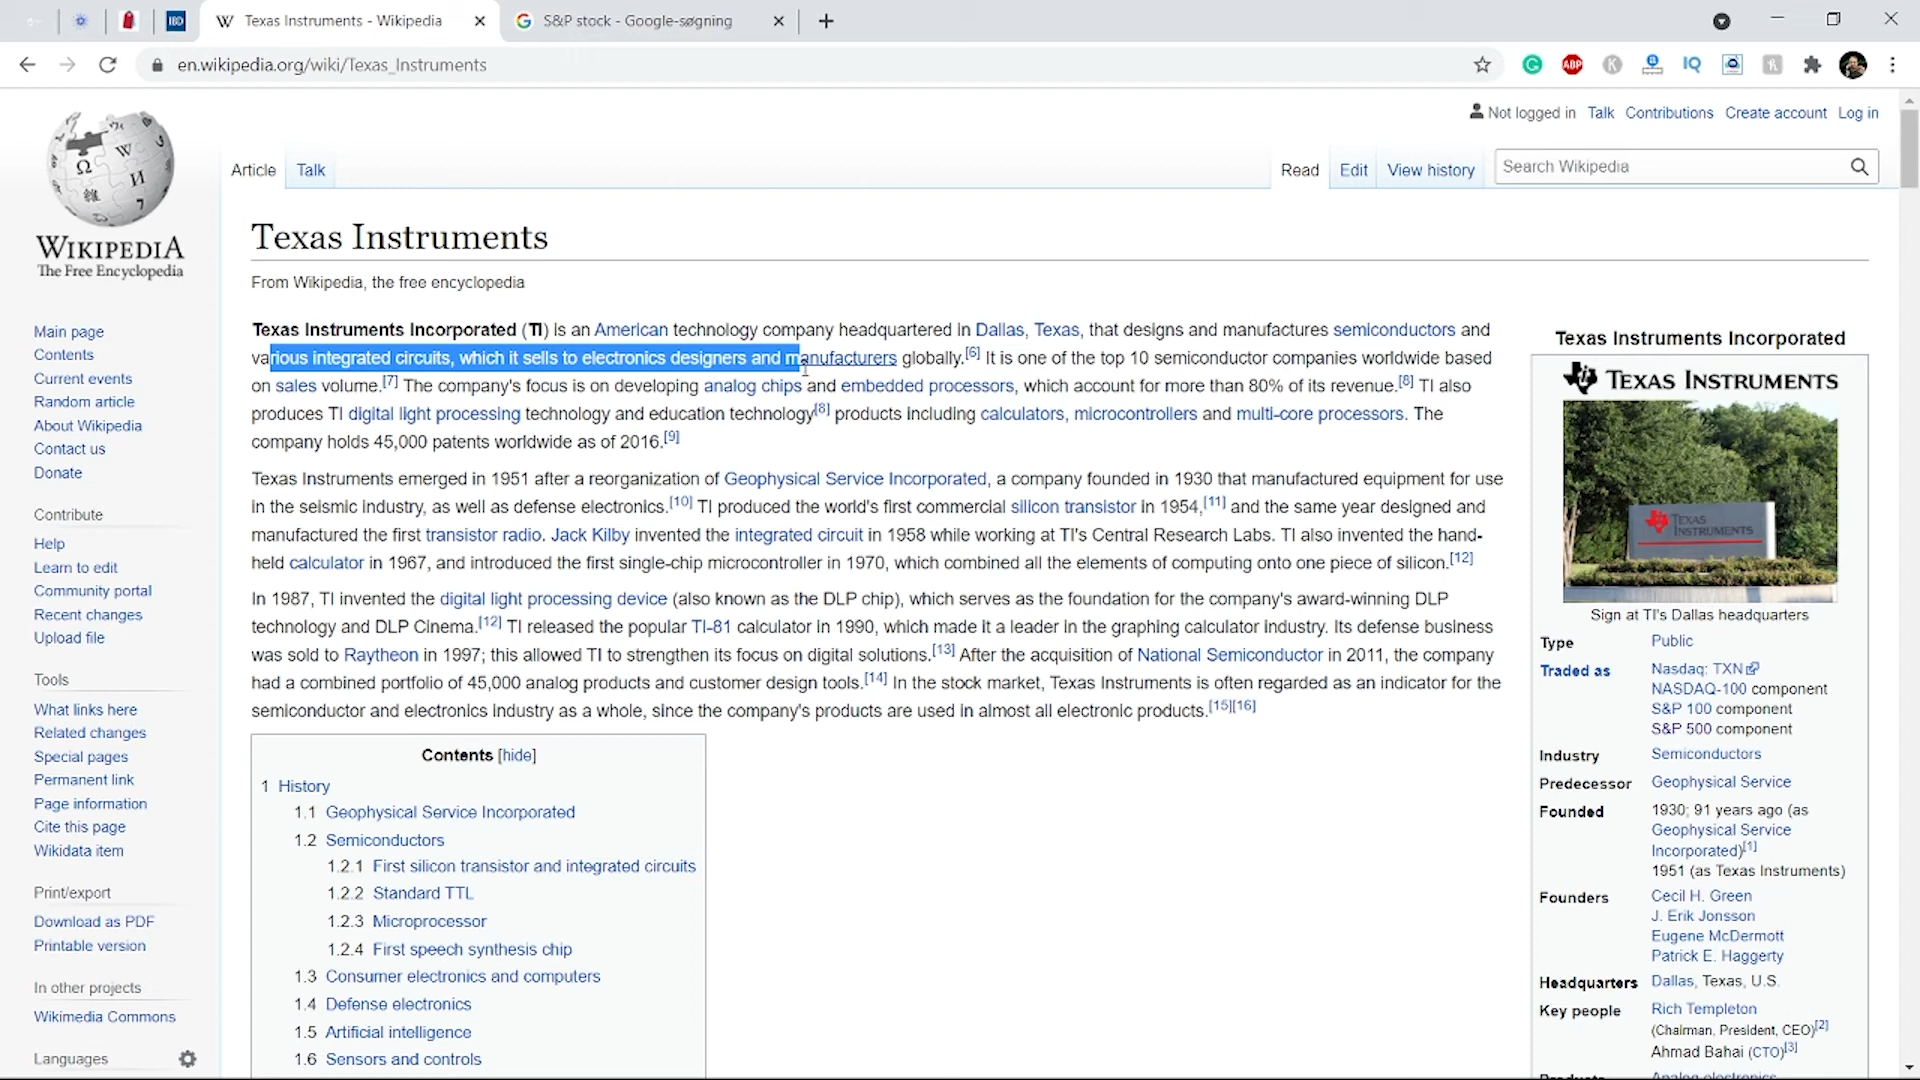 IBD
Texas Instruments - Wikipedia
S&P stock - Google-søgning
en.wikipedia.org/wiki/Texas_Instruments
ABP
K
IQ
Not logged in Talk Contributions Create account Log in
Article Talk
Read Edit View history
Search Wikipedia
WIKIPEDIA
The Free Encyclopedia
Texas Instruments
From Wikipedia, the free encyclopedia
Main page
Contents
Current events
Random article
About Wikipedia
Contact us
Donate
Contribute
Help
Learn to edit
Community portal
Recent changes
Upload file
Tools
What links here
Related changes
Special pages
Permanent link
Page information
Cite this page
Wikidata item
Print/export
Download as PDF
Printable version
In other projects
Wikimedia Commons
Languages
Texas Instruments Incorporated (TI) is an American technology company headquartered in Dallas, Texas, that designs and manufactures semiconductors and
various integrated circuits, which it sells to electronics designers and manufacturers globally.[6] It is one of the top 10 semiconductor companies worldwide based
on sales volume.[7] The company's focus is on developing analog chips and embedded processors, which account for more than 80% of its revenue.[8] TI also
produces TI digital light processing technology and education technology[8] products including calculators, microcontrollers and multi-core processors. The
company holds 45,000 patents worldwide as of 2016.[9]
Texas Instruments emerged in 1951 after a reorganization of Geophysical Service Incorporated, a company founded in 1930 that manufactured equipment for use
in the seismic industry, as well as defense electronics.[10] TI produced the world's first commercial silicon transistor in 1954,[11] and the same year designed and
manufactured the first transistor radio. Jack Kilby invented the integrated circuit in 1958 while working at TI's Central Research Labs. TI also invented the hand-
held calculator in 1967, and introduced the first single-chip microcontroller in 1970, which combined all the elements of computing onto one piece of silicon.[12]
In 1987, TI invented the digital light processing device (also known as the DLP chip), which serves as the foundation for the company's award-winning DLP
technology and DLP Cinema.[12] TI released the popular TI-81 calculator in 1990, which made it a leader in the graphing calculator industry. Its defense business
was sold to Raytheon in 1997; this allowed TI to strengthen its focus on digital solutions.[13] After the acquisition of National Semiconductor in 2011, the company
had a combined portfolio of 45,000 analog products and customer design tools.[14] In the stock market, Texas Instruments is often regarded as an indicator for the
semiconductor and electronics industry as a whole, since the company's products are used in almost all electronic products.[15][16]
Contents [hide]
1 History
1.1 Geophysical Service Incorporated
1.2 Semiconductors
1.2.1 First silicon transistor and integrated circuits
1.2.2 Standard TTL
1.2.3 Microprocessor
1.2.4 First speech synthesis chip
1.3 Consumer electronics and computers
1.4 Defense electronics
1.5 Artificial intelligence
1.6 Sensors and controls
Texas Instruments Incorporated
TEXAS INSTRUMENTS
TEXAS
INSTRUMENTS
Sign at TI's Dallas headquarters
Type Public
Traded as Nasdaq: TXN
NASDAQ-100 component
S&P 100 component
S&P 500 component
Industry Semiconductors
Predecessor Geophysical Service
Founded 1930; 91 years ago (as
Geophysical Service
Incorporated)[1]
1951 (as Texas Instruments)
Founders Cecil H. Green
J. Erik Jonsson
Eugene McDermott
Patrick E. Haggerty
Headquarters Dallas, Texas, U.S.
Key people Rich Templeton
(Chairman, President, CEO)[2]
Ahmad Bahai (CTO)[3]
Products Analog electronics